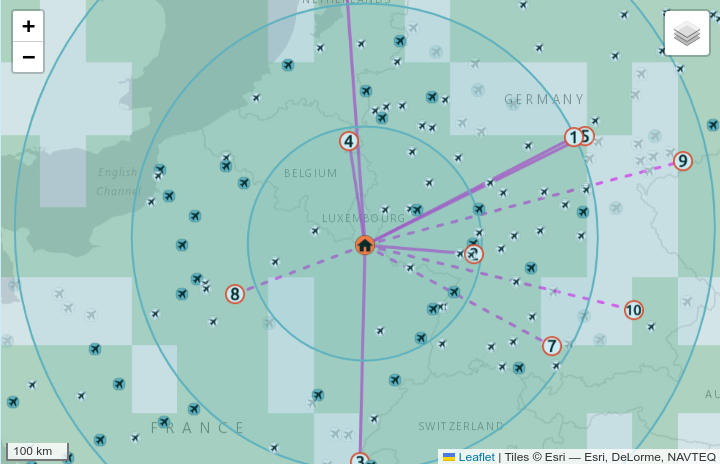 NETHERLANDS
+
−
GERMANY
1
5
4
9
English
Channel
BELGIUM
LUXEMBOURG
2
8
10
7
AU
FRANCE
SWITZERLAND
3
100 km
Leaflet | Tiles © Esri — Esri, DeLorme, NAVTEQ